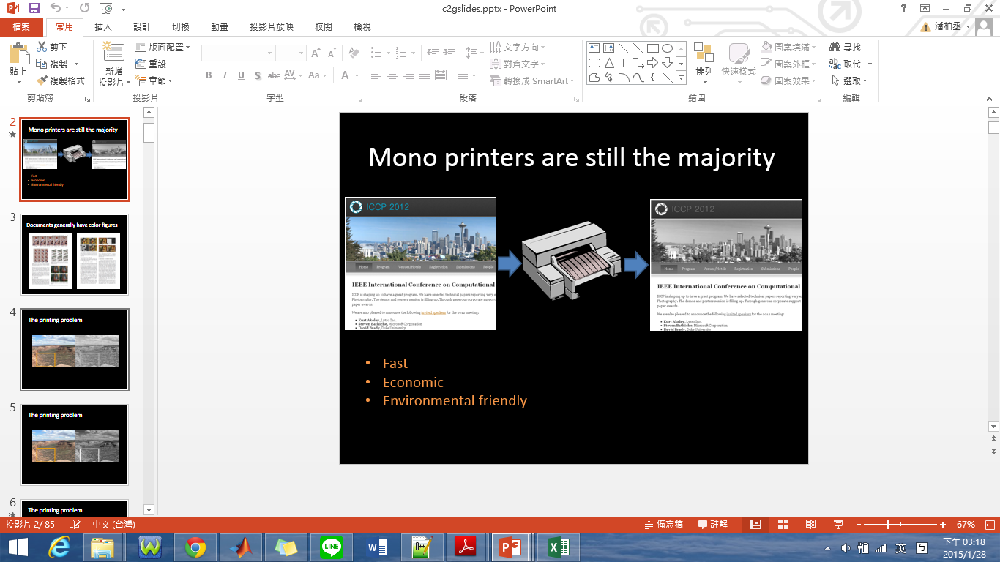 c2gslides.pptx - PowerPoint
檔案 常用 插入 設計 切換 動畫 投影片放映 校閱 檢視 潘柏丞
貼上
剪下
複製
複製格式
剪貼簿
新增
投影片
版面配置
重設
章節
投影片
B I U S abc AV Aa A
字型
文字方向
對齊文字
轉換成 SmartArt
段落
排列
快速樣式
圖案填滿
圖案外框
圖案效果
繪圖
尋找
取代
選取
編輯
2
Mono printers are still the majority
Fast
Economic
Environmental friendly
3
Documents generally have color figures
4
The printing problem
5
The printing problem
6
The printing problem
Mono printers are still the majority
ICCP 2012
Home Program Venues/Hotels Registration Submissions People
IEEE International Conference on Computational
ICCP is shaping up to have a great program. We have selected technical papers reporting very
Photography. The demos and posters session is filling up. Through generous corporate support
paper awards.
We are also pleased to announce the following invited speakers for the 2012 meeting:
• Kurt Akeley, Lytro Inc.
• Steven Bathiche, Microsoft Corporation
• David Brady, Duke University
ICCP 2012
Home Program Venues/Hotels Registration Submissions People
IEEE International Conference on Computational
ICCP is shaping up to have a great program. We have selected technical papers reporting very
Photography. The demos and posters session is filling up. Through generous corporate support
paper awards.
We are also pleased to announce the following invited speakers for the 2012 meeting:
• Kurt Akeley, Lytro Inc.
• Steven Bathiche, Microsoft Corporation
• David Brady, Duke University
• Fast
• Economic
• Environmental friendly
投影片 2/ 85 中文 (台灣) 備忘稿 註解 67%
LINE
英
下午 03:18
2015/1/28